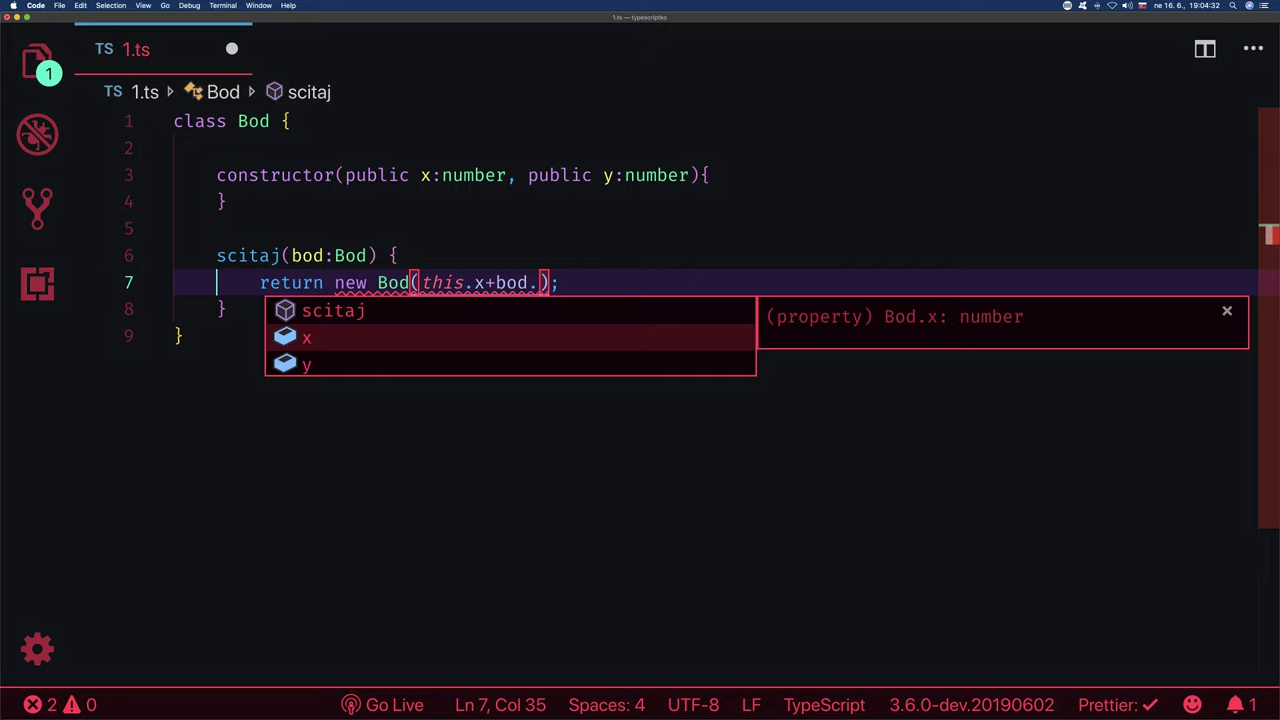 Code File Edit Selection View Go Debug Terminal Window Help ne 16. 6., 19:04:32
1.ts — typescriptko
TS 1.ts
1
TS 1.ts Bod scitaj
1 class Bod {
2
3 constructor(public x:number, public y:number){
4 }
5
6 scitaj(bod:Bod) {
7 return new Bod(this.x+bod.);
8 }
9 }
scitaj
x
y
(property) Bod.x: number
2 0 Go Live Ln 7, Col 35 Spaces: 4 UTF-8 LF TypeScript 3.6.0-dev.20190602 Prettier: 1